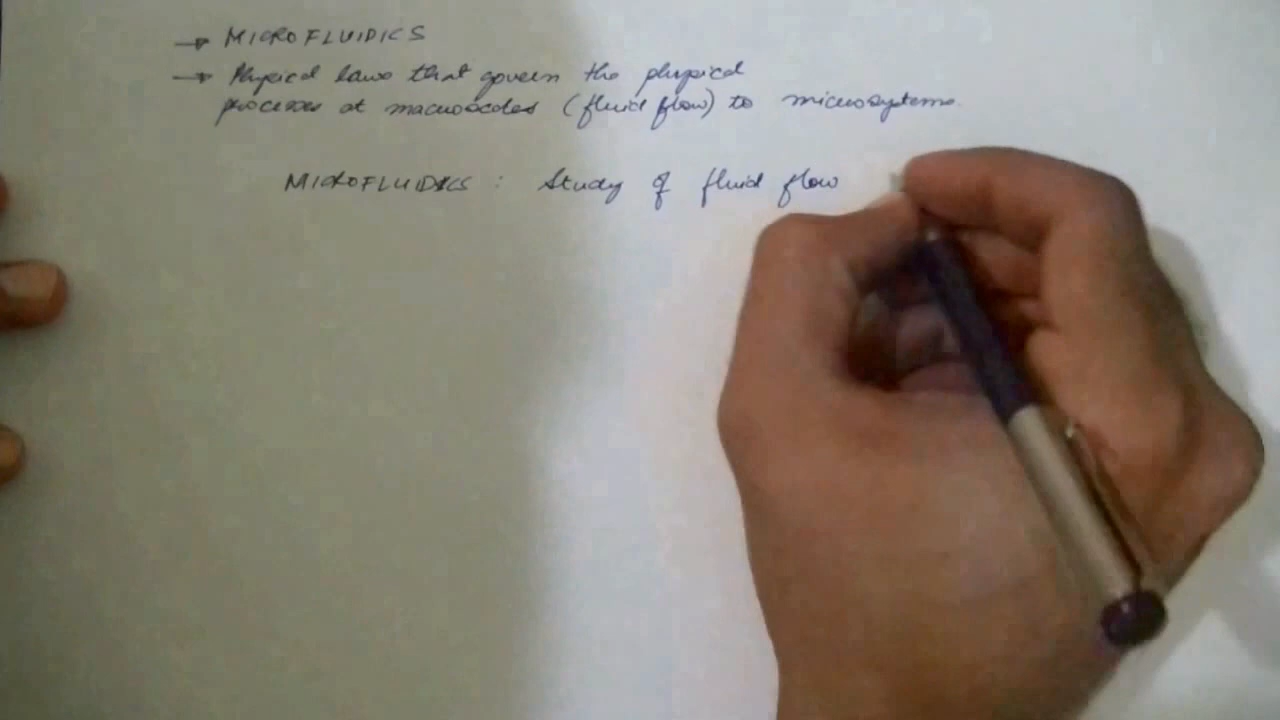 → MICROFLUIDICS
→ Physical laws that govern the physical
processes at macroscales (fluid flow) to microsystems.
MICROFLUIDICS : Study of fluid flow